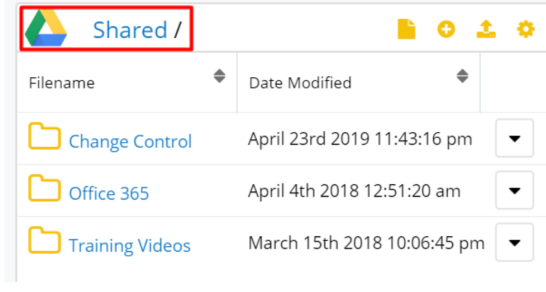 Shared /
Filename Date Modified
Change Control April 23rd 2019 11:43:16 pm
Office 365 April 4th 2018 12:51:20 am
Training Videos March 15th 2018 10:06:45 pm